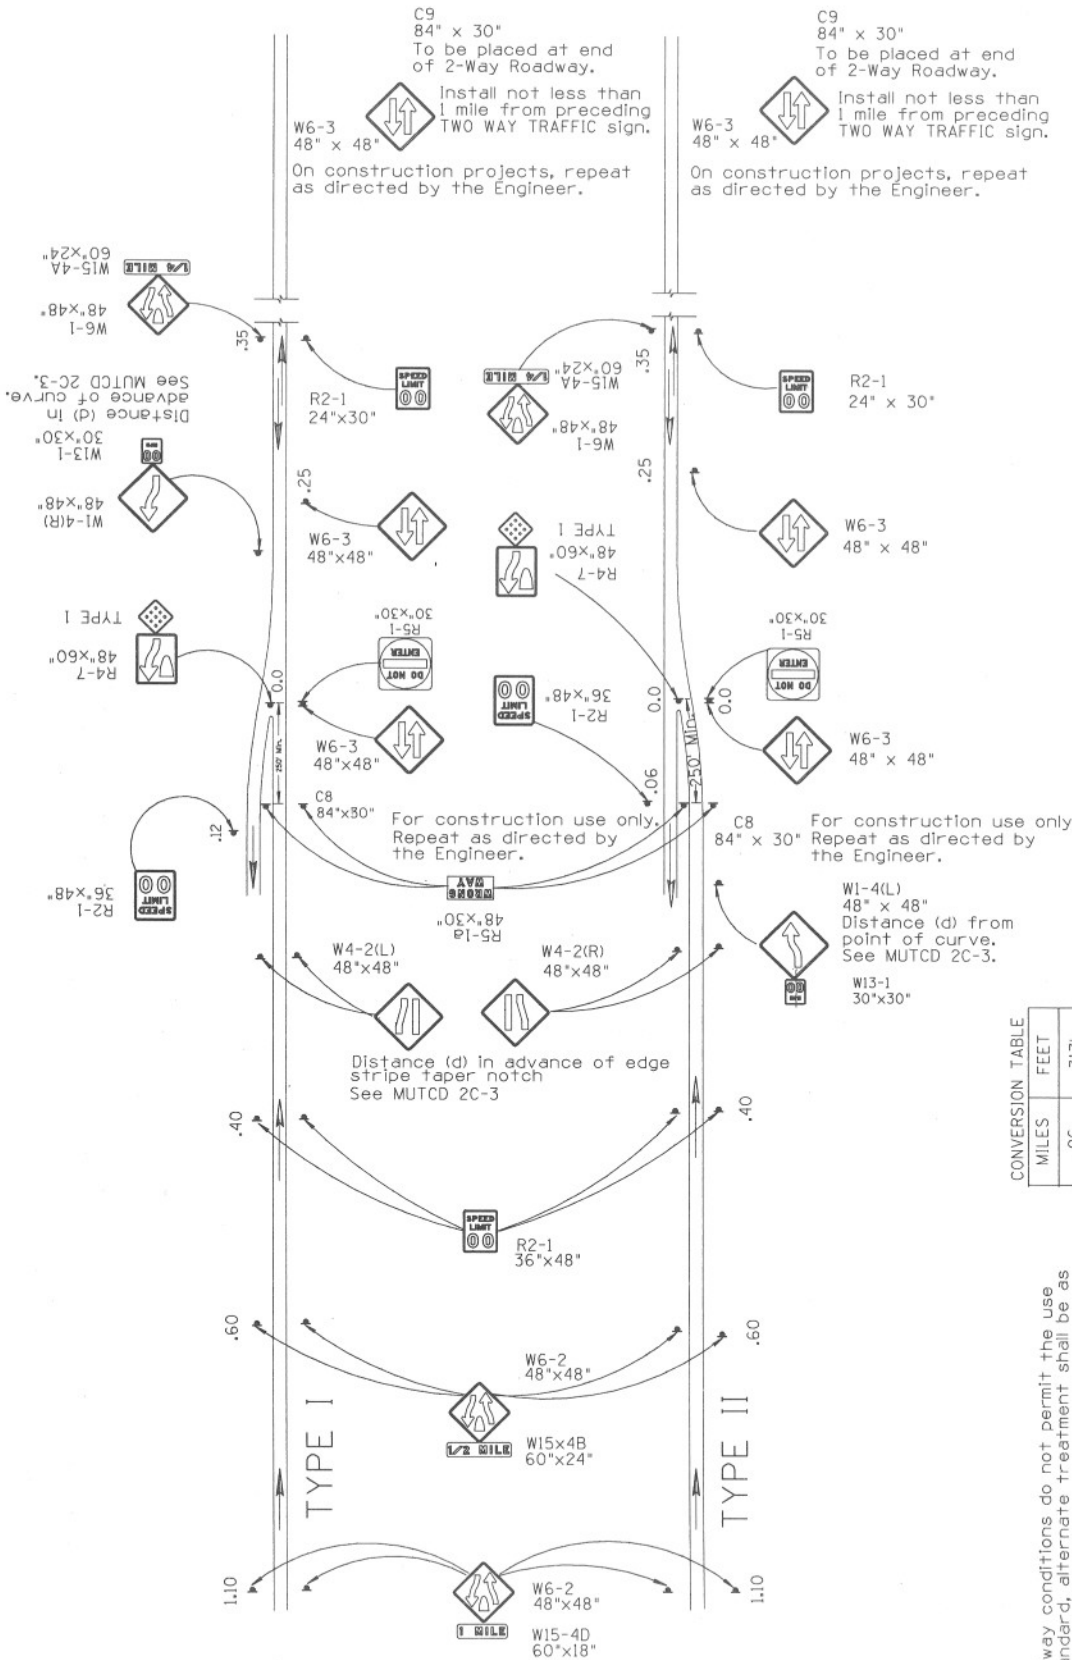 C9
84" x 30"
To be placed at end
of 2-Way Roadway.
Install not less than
1 mile from preceding
TWO WAY TRAFFIC sign.
W6-3
48" x 48"
On construction projects, repeat
as directed by the Engineer.
C9
84" x 30"
To be placed at end
of 2-Way Roadway.
Install not less than
1 mile from preceding
TWO WAY TRAFFIC sign.
W6-3
48" x 48"
On construction projects, repeat
as directed by the Engineer.
W15-4A
60"x24"
1/4 MILE
W6-1
48"x48"
.35
SPEED
LIMIT
00
R2-1
24"x30"
W6-1
48"x48"
W15-4A
60"x24"
1/4 MILE
.35
SPEED
LIMIT
00
R2-1
24" x 30"
Distance (d) in
advance of curve.
See MUTCD 2C-3.
W13-1
30"x30"
00
W1-4(R)
48"x48"
.25
W6-3
48"x48"
.25
W6-3
48" x 48"
R4-7
48"x60"
TYPE 1
R4-7
48"x60"
TYPE 1
0.0
R5-1
30"x30"
DO NOT
ENTER
W6-3
48"x48"
250' Min.
R2-1
36"x48"
SPEED
LIMIT
00
0.0
0.0
R5-1
30"x30"
DO NOT
ENTER
W6-3
48" x 48"
250' Min.
.06
.12
R2-1
36"x48"
SPEED
LIMIT
00
C8
84"x30"
For construction use only.
Repeat as directed by
the Engineer.
C8
84" x 30"
For construction use only
Repeat as directed by
the Engineer.
R5-1a
48"x30"
WRONG
WAY
W1-4(L)
48" x 48"
Distance (d) from
point of curve.
See MUTCD 2C-3.
W13-1
30"x30"
00
W4-2(L)
48"x48"
W4-2(R)
48"x48"
Distance (d) in advance of edge
stripe taper notch
See MUTCD 2C-3
CONVERSION TABLE
MILES FEET
.40
.40
SPEED
LIMIT
00
R2-1
36"x48"
.60
.60
W6-2
48"x48"
1/2 MILE
W15x4B
60"x24"
TYPE I
TYPE II
1.10
1.10
W6-2
48"x48"
1 MILE
W15-4D
60"x18"
way conditions do not permit the use
ndard, alternate treatment shall be as